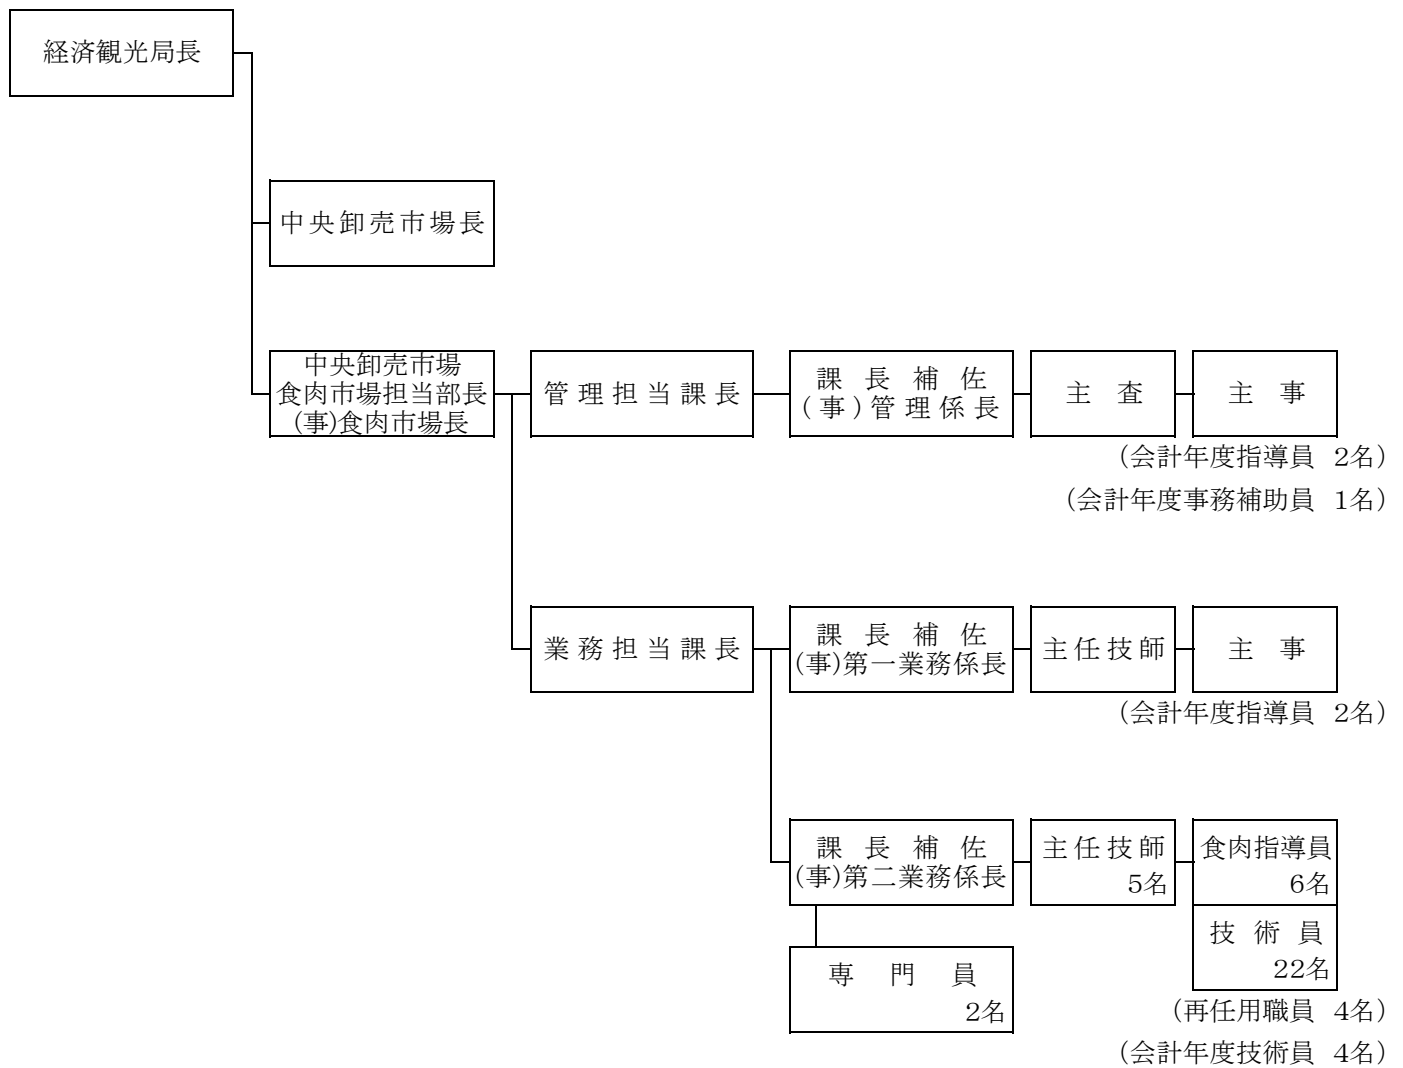 経済観光局長
中央卸売市場長
中央卸売市場
食肉市場担当部長
(事)食肉市場長
管理担当課長
課長補佐
(事)管理係長
主査
主事
（会計年度指導員 2名）
（会計年度事務補助員 1名）
業務担当課長
課長補佐
(事)第一業務係長
主任技師
主事
（会計年度指導員 2名）
課長補佐
(事)第二業務係長
主任技師
5名
食肉指導員
6名
技術員
22名
専門員
2名
（再任用職員 4名）
（会計年度技術員 4名）